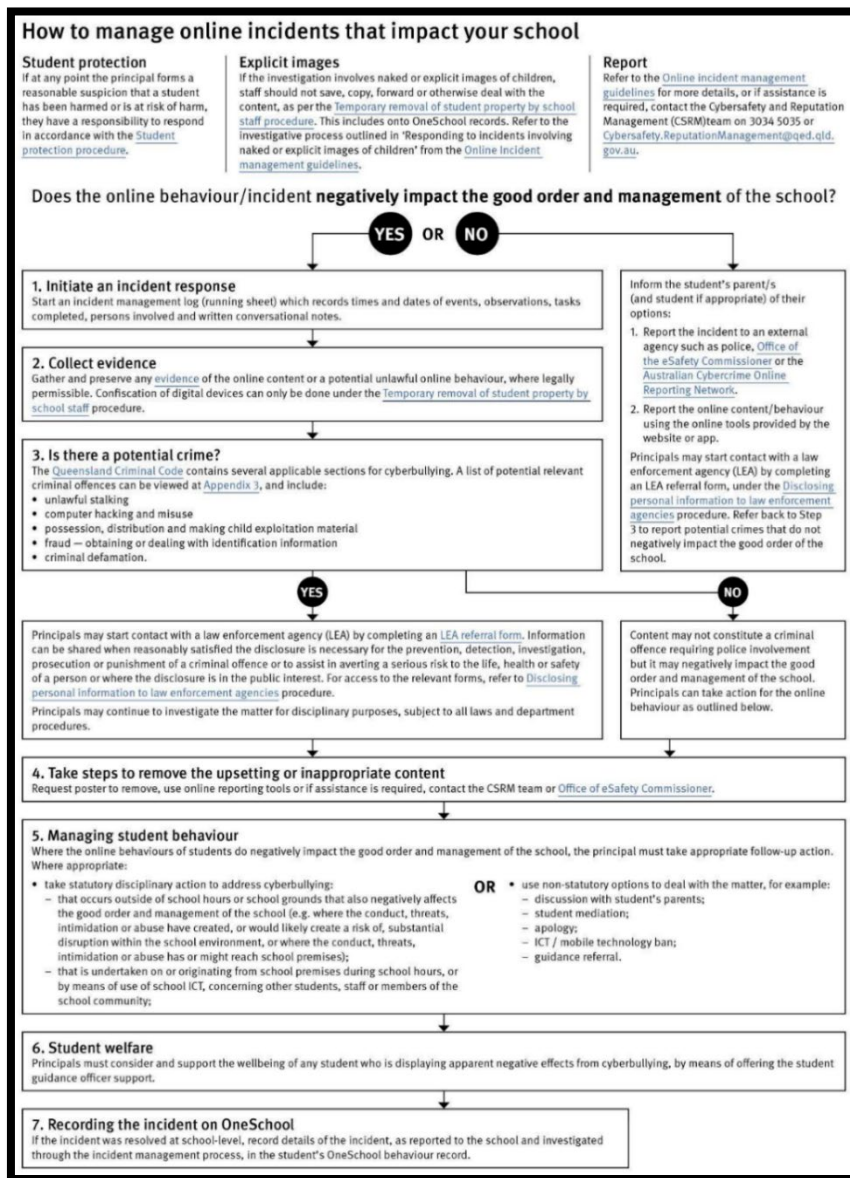 How to manage online incidents that impact your school
Student protection
If at any point the principal forms a
reasonable suspicion that a student
has been harmed or is at risk of harm,
they have a responsibility to respond
in accordance with the Student
protection procedure.
Explicit images
If the investigation involves naked or explicit images of children,
staff should not save, copy, forward or otherwise deal with the
content, as per the Temporary removal of student property by school
staff procedure. This includes onto OneSchool records. Refer to the
investigative process outlined in 'Responding to incidents involving
naked or explicit images of children' from the Online Incident
management guidelines.
Report
Refer to the Online incident management
guidelines for more details, or if assistance
is required, contact the Cybersafety and Reputation
Management (CSRM)team on 3034 5035 or
Cybersafety.ReputationManagement@qed.qld.
gov.au.
Does the online behaviour/incident negatively impact the good order and management of the school?
YES OR NO
1. Initiate an incident response
Start an incident management log (running sheet) which records times and dates of events, observations, tasks
completed, persons involved and written conversational notes.
2. Collect evidence
Gather and preserve any evidence of the online content or a potential unlawful online behaviour, where legally
permissible. Confiscation of digital devices can only be done under the Temporary removal of student property by
school staff procedure.
3. Is there a potential crime?
The Queensland Criminal Code contains several applicable sections for cyberbullying. A list of potential relevant
criminal offences can be viewed at Appendix 3, and include:
• unlawful stalking
• computer hacking and misuse
• possession, distribution and making child exploitation material
• fraud — obtaining or dealing with identification information
• criminal defamation.
Inform the student's parent/s
(and student if appropriate) of their
options:
1. Report the incident to an external
agency such as police, Office of
the eSafety Commissioner or the
Australian Cybercrime Online
Reporting Network.
2. Report the online content/behaviour
using the online tools provided by the
website or app.
Principals may start contact with a law
enforcement agency (LEA) by completing
an LEA referral form, under the Disclosing
personal information to law enforcement
agencies procedure. Refer back to Step
3 to report potential crimes that do not
negatively impact the good order of the
school.
YES
NO
Principals may start contact with a law enforcement agency (LEA) by completing an LEA referral form. Information
can be shared when reasonably satisfied the disclosure is necessary for the prevention, detection, investigation,
prosecution or punishment of a criminal offence or to assist in averting a serious risk to the life, health or safety
of a person or where the disclosure is in the public interest. For access to the relevant forms, refer to Disclosing
personal information to law enforcement agencies procedure.
Principals may continue to investigate the matter for disciplinary purposes, subject to all laws and department
procedures.
Content may not constitute a criminal
offence requiring police involvement
but it may negatively impact the good
order and management of the school.
Principals can take action for the online
behaviour as outlined below.
4. Take steps to remove the upsetting or inappropriate content
Request poster to remove, use online reporting tools or if assistance is required, contact the CSRM team or Office of eSafety Commissioner.
5. Managing student behaviour
Where the online behaviours of students do negatively impact the good order and management of the school, the principal must take appropriate follow-up action.
Where appropriate:
• take statutory disciplinary action to address cyberbullying:
– that occurs outside of school hours or school grounds that also negatively affects
the good order and management of the school (e.g. where the conduct, threats,
intimidation or abuse have created, or would likely create a risk of, substantial
disruption within the school environment, or where the conduct, threats,
intimidation or abuse has or might reach school premises);
– that is undertaken on or originating from school premises during school hours, or
by means of use of school ICT, concerning other students, staff or members of the
school community;
OR
• use non-statutory options to deal with the matter, for example:
– discussion with student's parents;
– student mediation;
– apology;
– ICT / mobile technology ban;
– guidance referral.
6. Student welfare
Principals must consider and support the wellbeing of any student who is displaying apparent negative effects from cyberbullying, by means of offering the student
guidance officer support.
7. Recording the incident on OneSchool
If the incident was resolved at school-level, record details of the incident, as reported to the school and investigated
through the incident management process, in the student's OneSchool behaviour record.